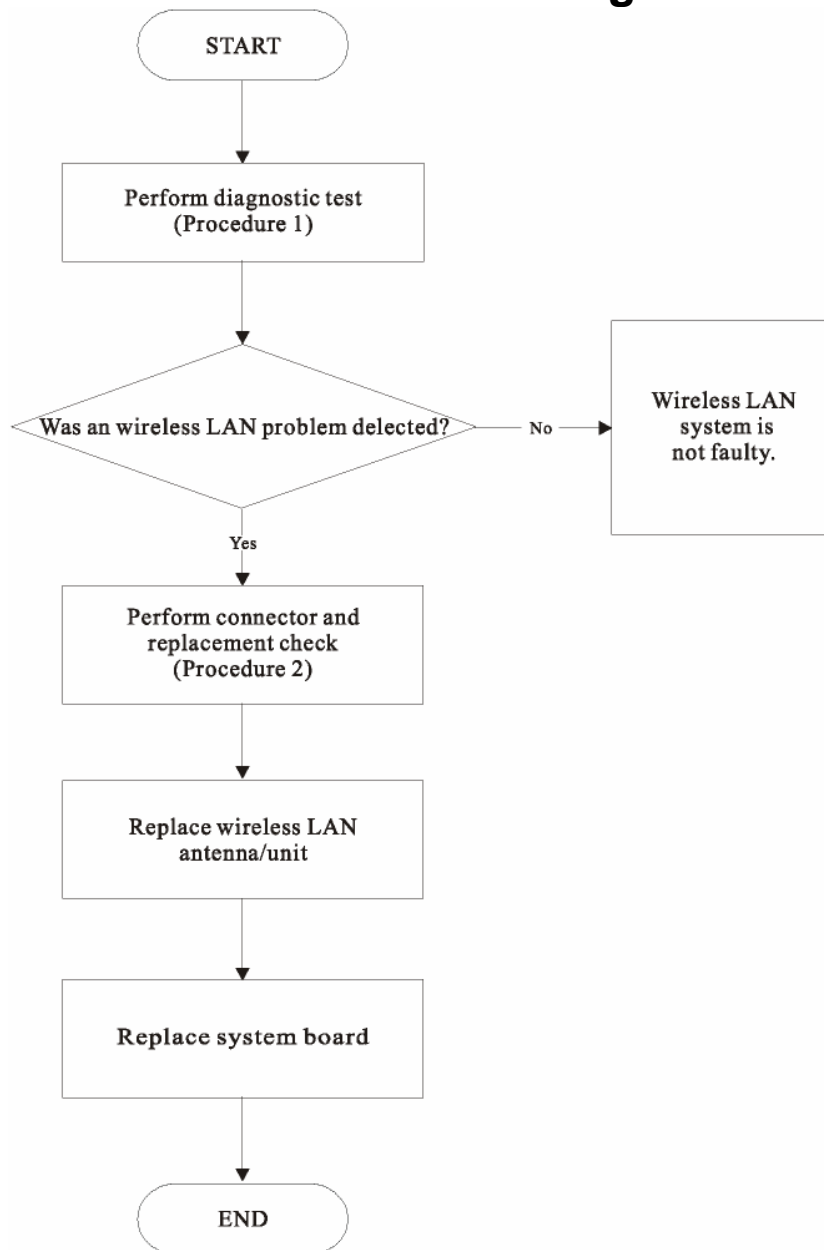 START
Perform diagnostic test
(Procedure 1)
Was an wireless LAN problem delected?
No
Wireless LAN
system is
not faulty.
Yes
Perform connector and
replacement check
(Procedure 2)
Replace wireless LAN
antenna/unit
Replace system board
END